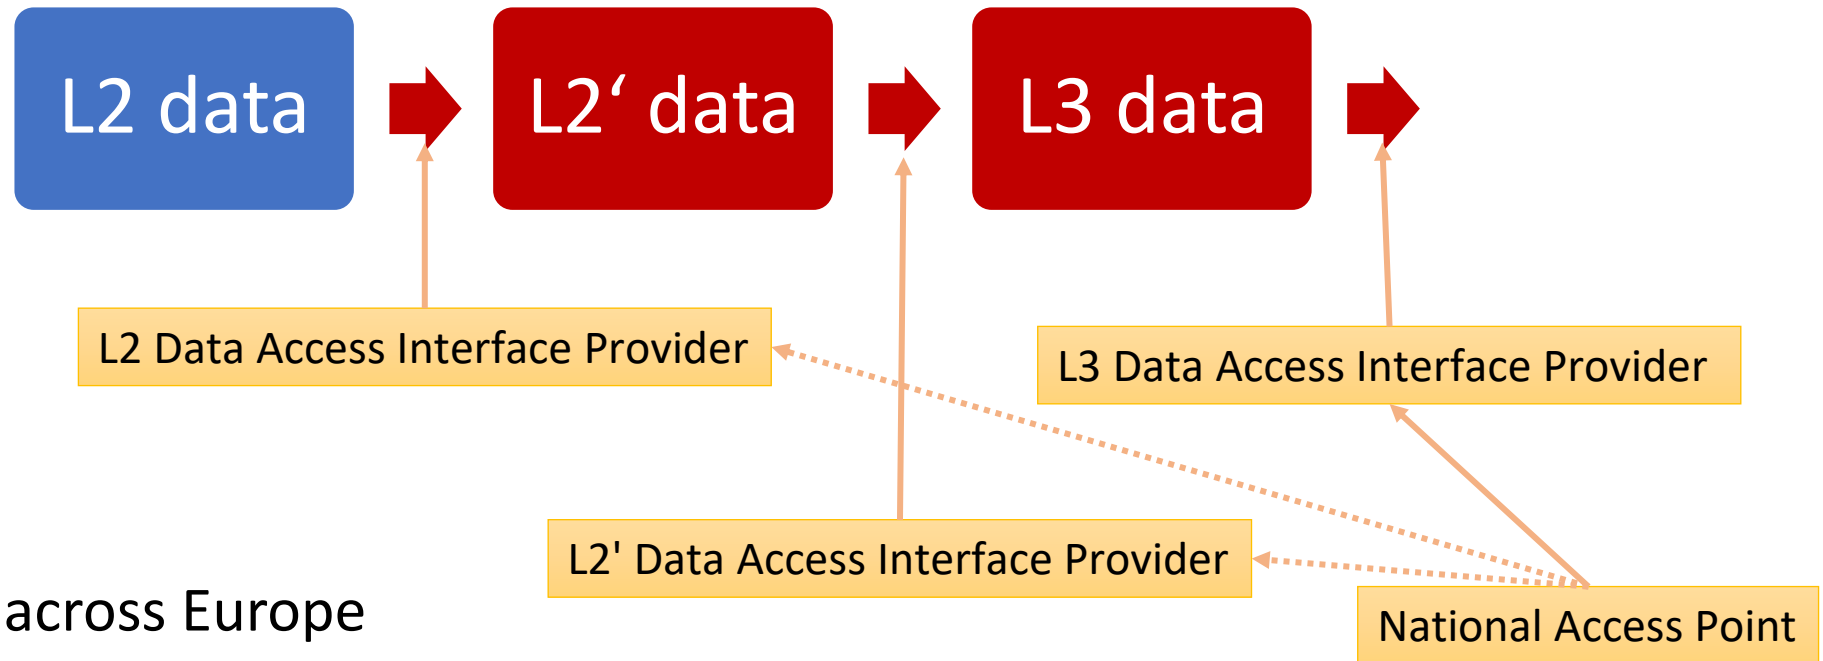 L2 data
L2‘ data
L3 data
L2 Data Access Interface Provider
L3 Data Access Interface Provider
L2' Data Access Interface Provider
across Europe
National Access Point